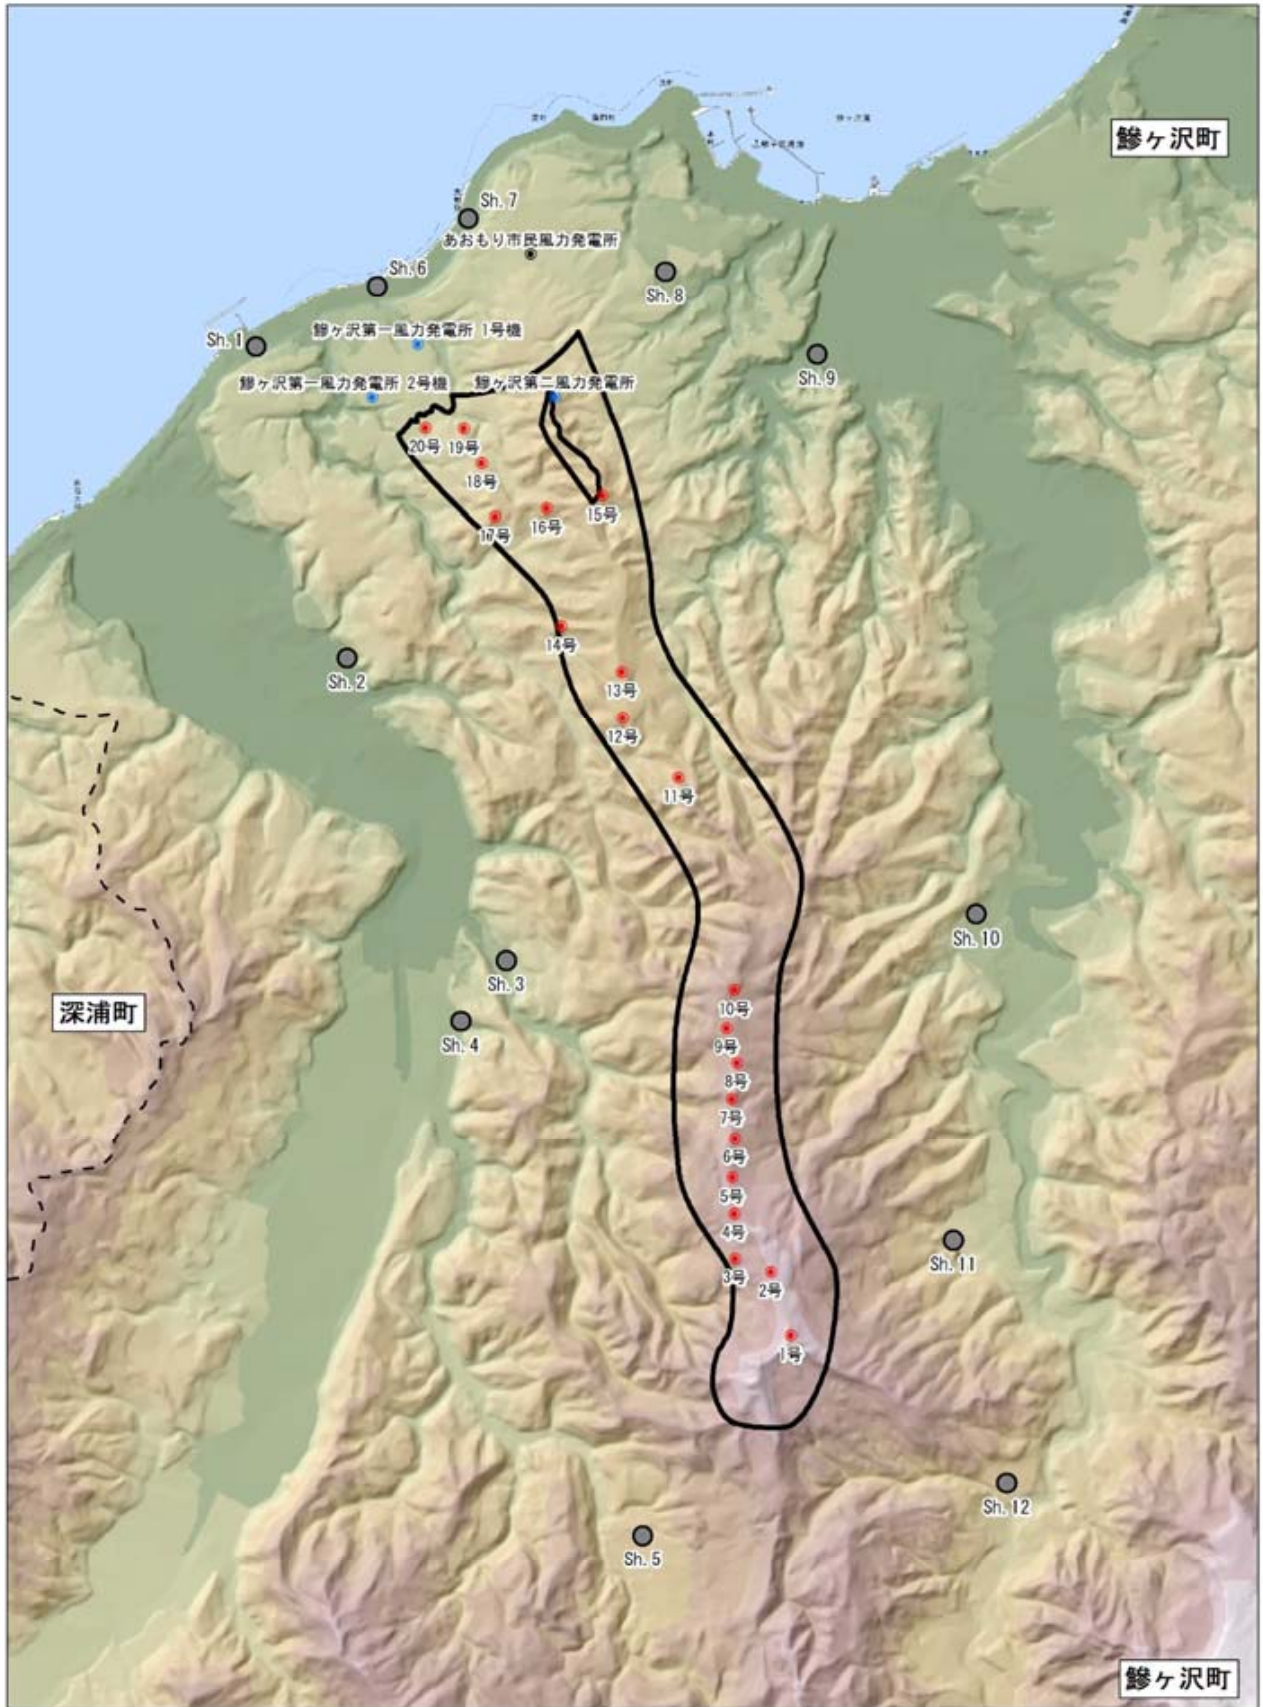 鰺ヶ沢町
Sh. 7
あおもり市民風力発電所
Sh. 6
Sh. 8
鰺ヶ沢第一風力発電所 1号機
Sh. 1
Sh. 9
鰺ヶ沢第一風力発電所 2号機
鰺ヶ沢第二風力発電所
20号
19号
18号
15号
16号
17号
14号
Sh. 2
13号
12号
11号
Sh. 10
Sh. 3
深浦町
10号
Sh. 4
9号
8号
7号
6号
5号
4号
Sh. 11
3号
2号
1号
Sh. 12
Sh. 5
鰺ヶ沢町